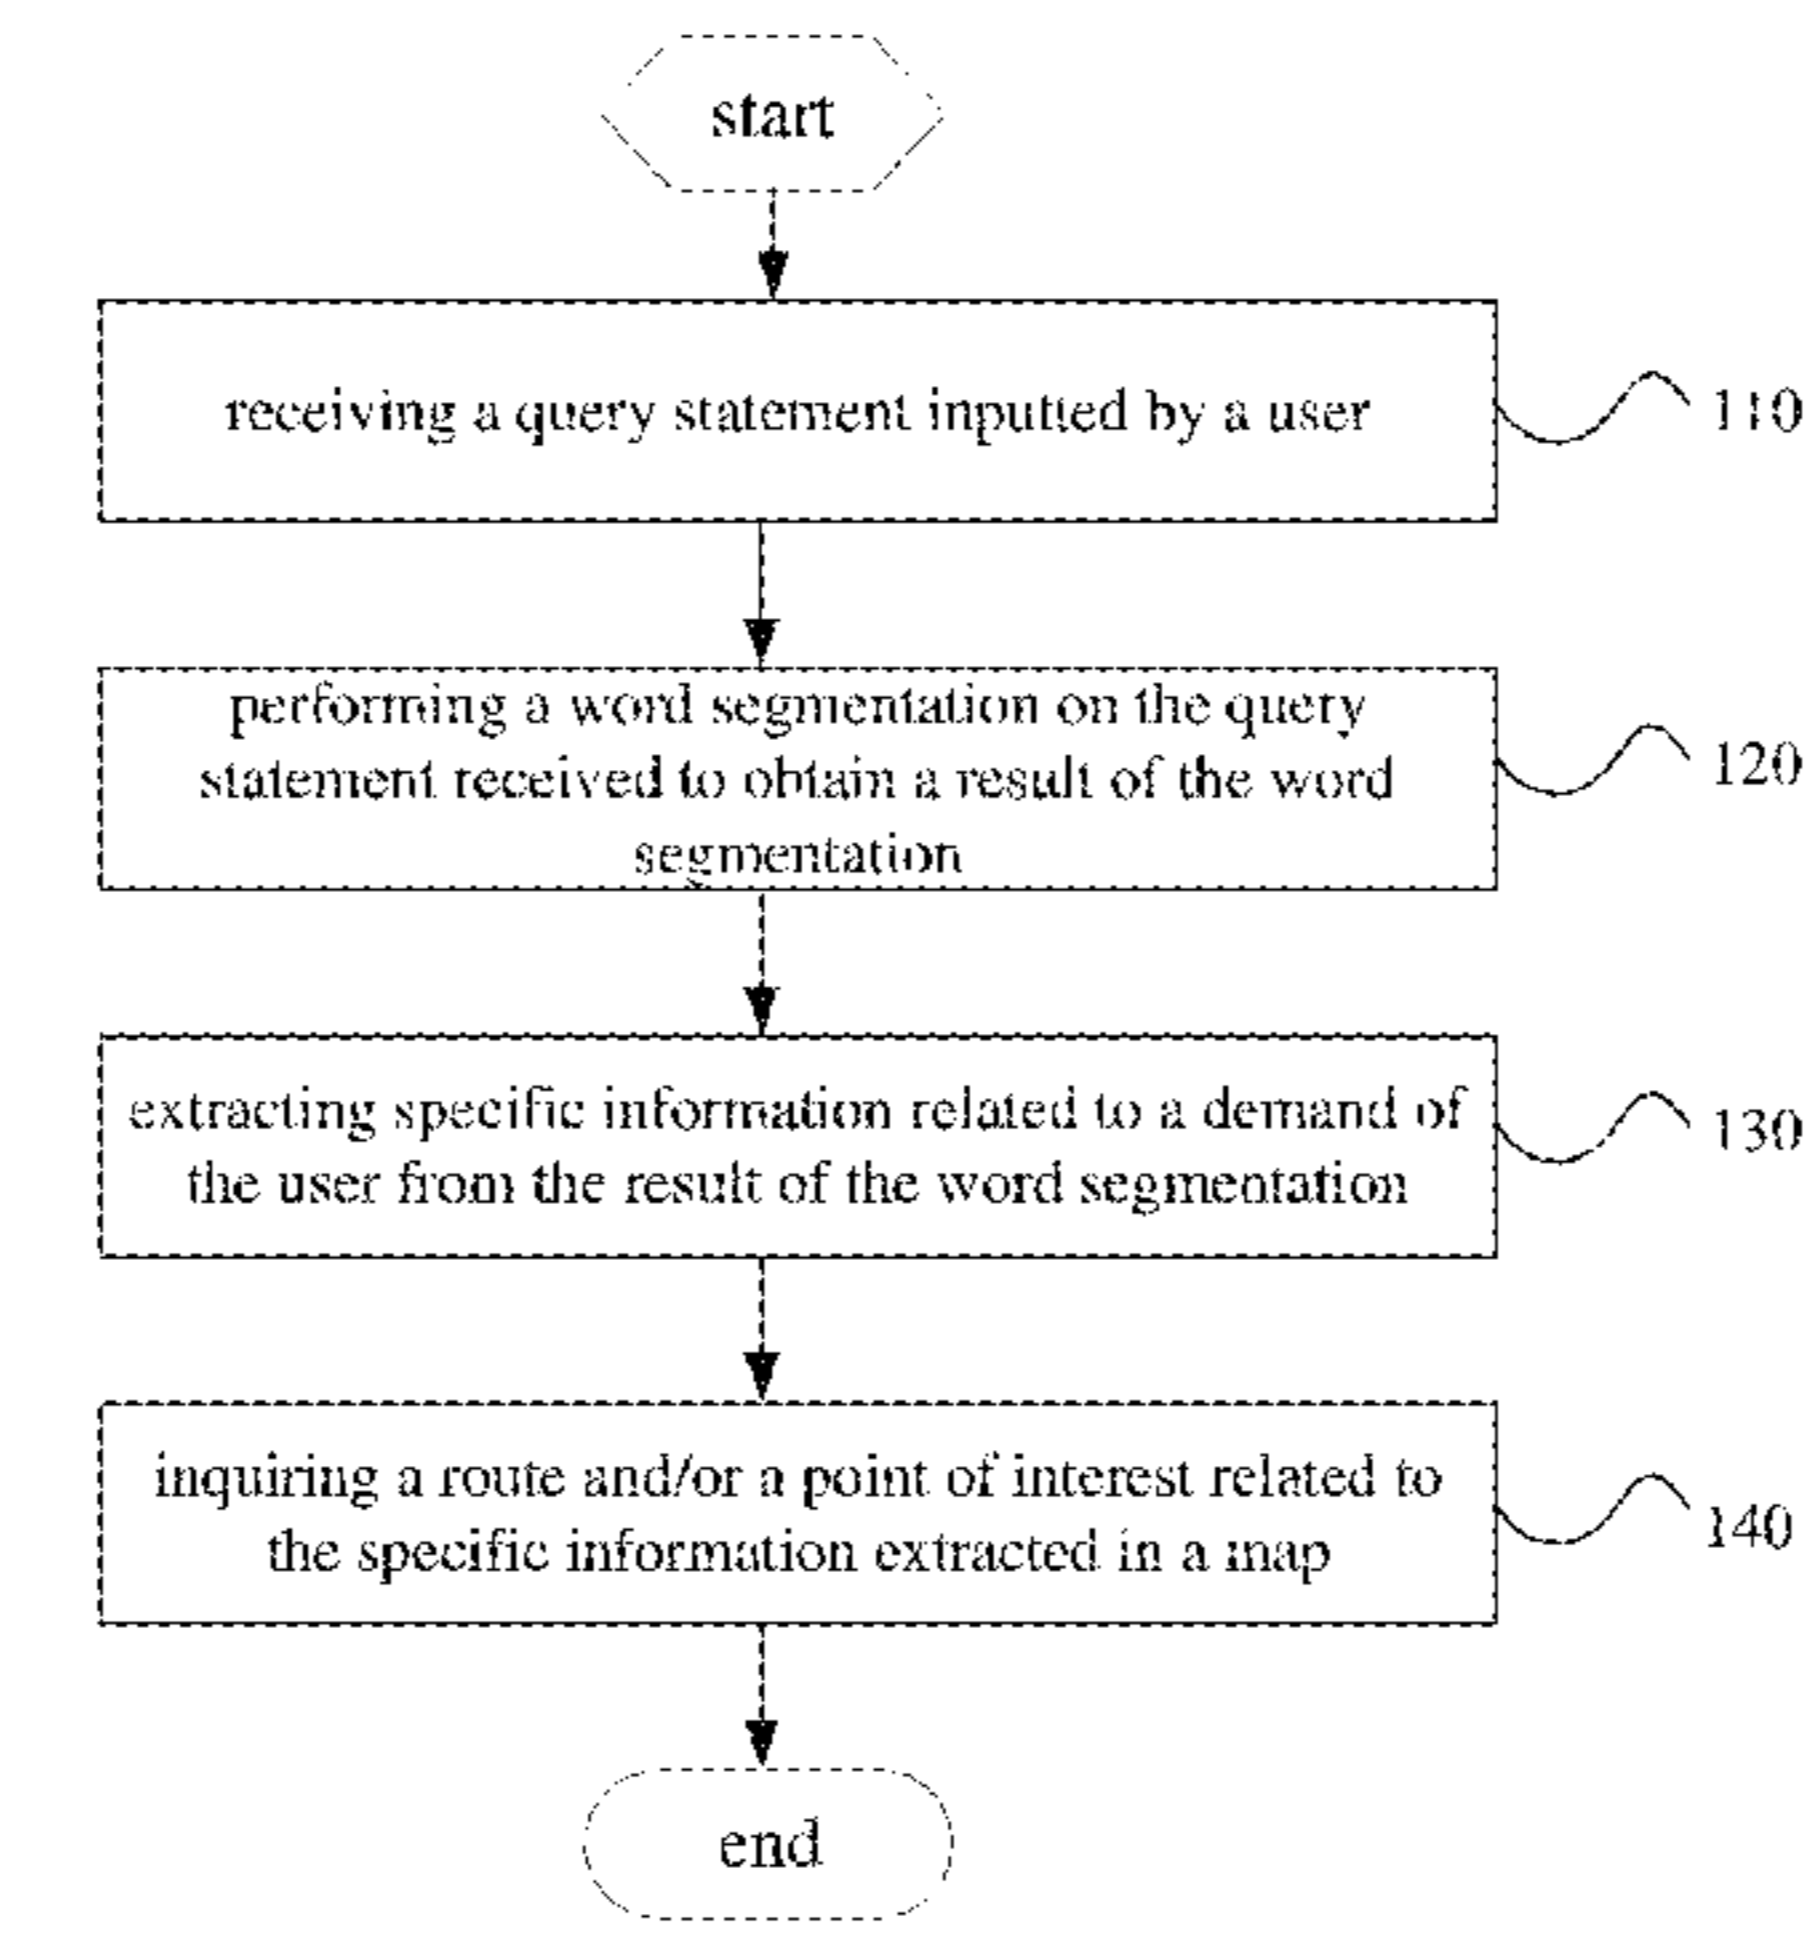 start
receiving a query statement inputted by a user
110
performing a word segmentation on the query
statement received to obtain a result of the word
segmentation
120
extracting specific information related to a demand of
the user from the result of the word segmentation
130
inquiring a route and/or a point of interest related to
the specific information extracted in a map
140
end